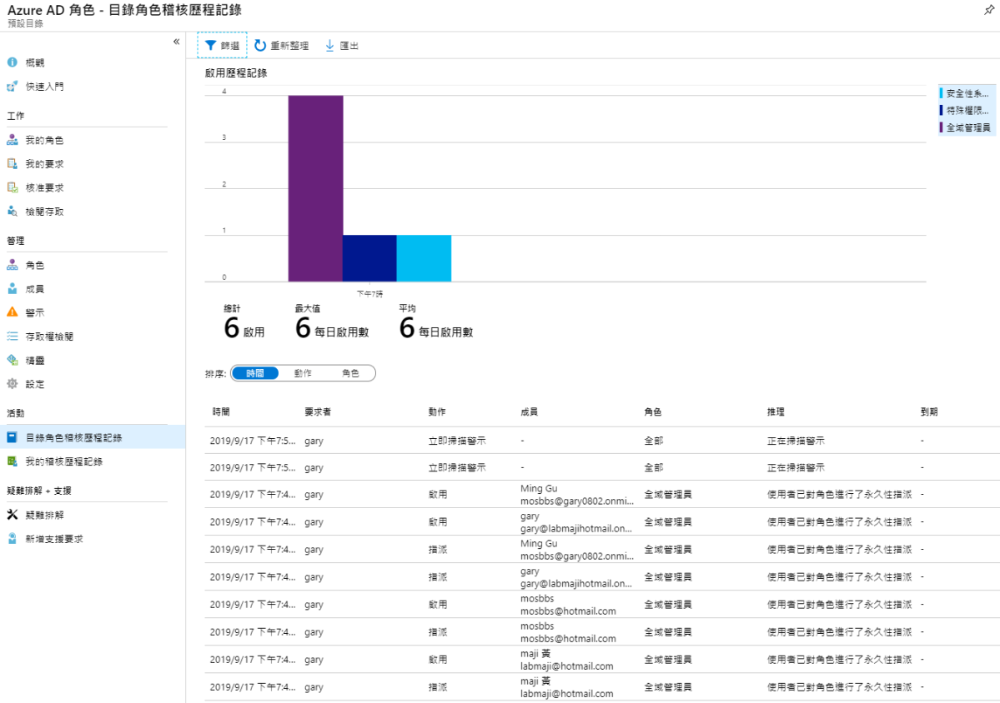 Azure AD 角色 - 目錄角色稽核歷程記錄
預設目錄
概觀
快速入門
工作
我的角色
我的要求
核准要求
檢閱存取
管理
角色
成員
警示
存取權檢閱
精靈
設定
活動
目錄角色稽核歷程記錄
我的稽核歷程記錄
疑難排解 + 支援
疑難排解
新增支援要求
篩選 重新整理 匯出
啟用歷程記錄
4
3
2
1
0
下午7時
安全性系...
特殊權限...
全域管理員
總計 最大值 平均
6 啟用 6 每日啟用數 6 每日啟用數
排序: 時間 動作 角色
時間 要求者 動作 成員 角色 推理 到期
2019/9/17 下午7:5... gary 立即掃描警示 - 全部 正在掃描警示 -
2019/9/17 下午7:5... gary 立即掃描警示 - 全部 正在掃描警示 -
2019/9/17 下午7:4... gary 啟用 Ming Gu 全域管理員 使用者已對角色進行了永久性指派 -
mosbbs@gary0802.onmi...
2019/9/17 下午7:4... gary 啟用 gary 全域管理員 使用者已對角色進行了永久性指派 -
gary@labmajihotmail.on...
2019/9/17 下午7:4... gary 指派 Ming Gu 全域管理員 使用者已對角色進行了永久性指派 -
mosbbs@gary0802.onmi...
2019/9/17 下午7:4... gary 指派 gary 全域管理員 使用者已對角色進行了永久性指派 -
gary@labmajihotmail.on...
2019/9/17 下午7:4... gary 啟用 mosbbs 全域管理員 使用者已對角色進行了永久性指派 -
mosbbs@hotmail.com
2019/9/17 下午7:4... gary 指派 mosbbs 全域管理員 使用者已對角色進行了永久性指派 -
mosbbs@hotmail.com
2019/9/17 下午7:4... gary 啟用 maji 黃 全域管理員 使用者已對角色進行了永久性指派 -
labmaji@hotmail.com
2019/9/17 下午7:4... gary 指派 maji 黃 全域管理員 使用者已對角色進行了永久性指派 -
labmaji@hotmail.com